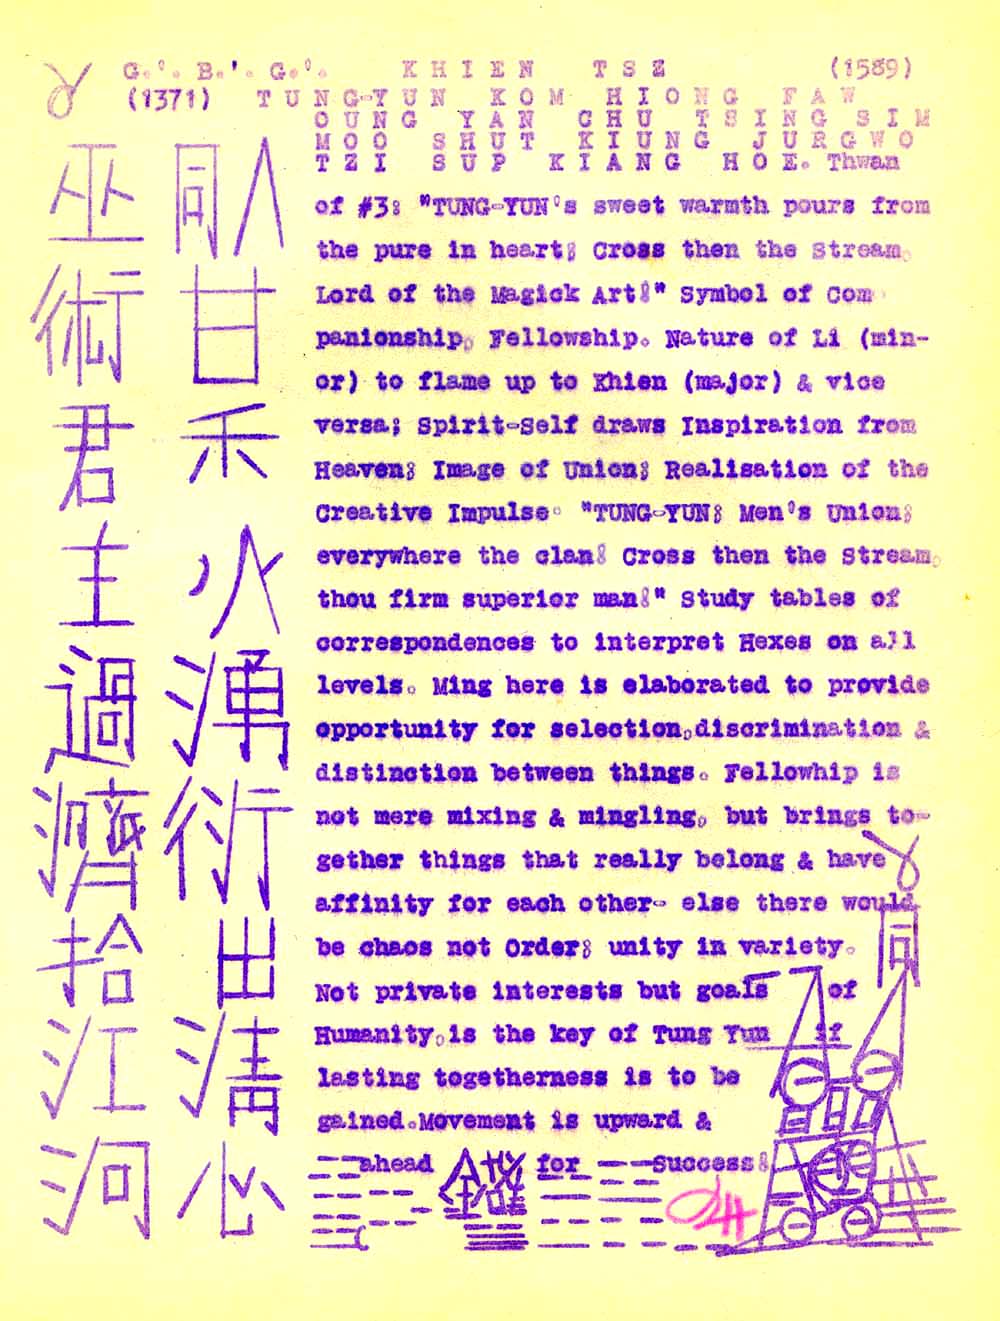 G.'. B.'. G.'. KHIEN TSZ (1589)
(1371) TUNG-YUN KOM HIONG FAW
OUNG YAN CHU TSING SIM
MOO SHUT KIUNG JURGWO
TZI SUP KIANG HOE. Thwan
of #3: "TUNG-YUN's sweet warmth pours from
the pure in heart; Cross then the Stream,
Lord of the Magick Art!" Symbol of Com
panionship, Fellowship. Nature of Li (min-
or) to flame up to Khien (major) & vice
versa; Spirit-Self draws Inspiration from
Heaven; Image of Union; Realisation of the
Creative Impulse. "TUNG-YUN; Men's Union;
everywhere the clan! Cross then the Stream,
thou firm superior man!" Study tables of
correspondences to interpret Hexes on all
levels. Ming here is elaborated to provide
opportunity for selection,discrimination &
distinction between things. Fellowhip is
not mere mixing & mingling, but brings to-
gether things that really belong & have
affinity for each other- else there would
be chaos not Order; unity in variety.
Not private interests but goals of
Humanity,is the key of Tung Yun if
lasting togetherness is to be
gained.Movement is upward &
ahead for Success!
同人
甘
禾
火
湧
衍
出
清
心
巫
術
君
主
過
濟
拾
江
河
同